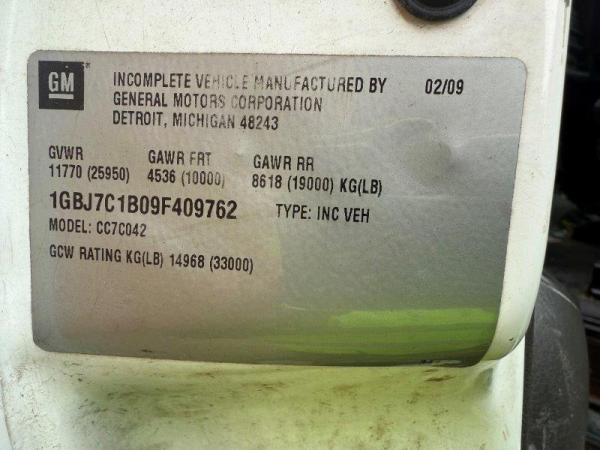 GM
INCOMPLETE VEHICLE MANUFACTURED BY 02/09
GENERAL MOTORS CORPORATION
DETROIT, MICHIGAN 48243
GVWR GAWR FRT GAWR RR
11770 (25950) 4536 (10000) 8618 (19000) KG(LB)
1GBJ7C1B09F409762 TYPE: INC VEH
MODEL: CC7C042
GCW RATING KG(LB) 14968 (33000)